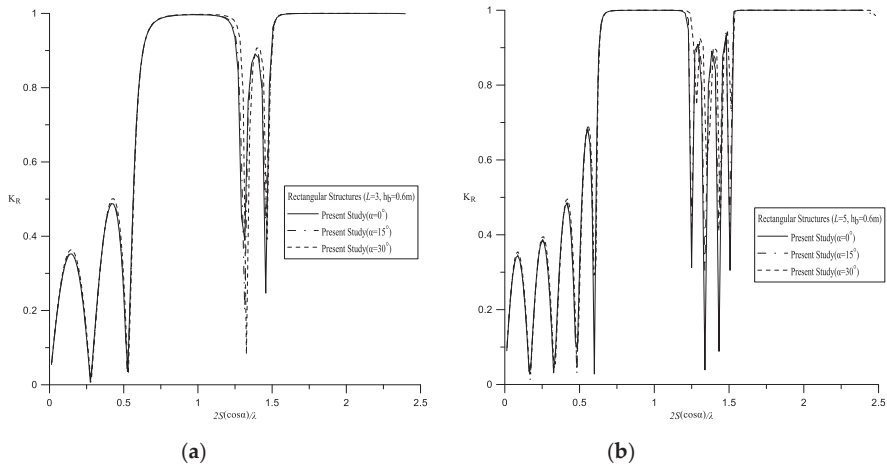 1
0.8
0.6
K_R
0.4
0.2
0
0 0.5 1 1.5 2 2.5
2S(cosα)/λ
Rectangular Structures (L=3, h_b=0.6m)
Present Study(α=0°)
Present Study(α=15°)
Present Study(α=30°)
(a)
1
0.8
0.6
K_R
0.4
0.2
0
0 0.5 1 1.5 2 2.5
2S(cosα)/λ
Rectangular Structures (L=5, h_b=0.6m)
Present Study(α=0°)
Present Study(α=15°)
Present Study(α=30°)
(b)